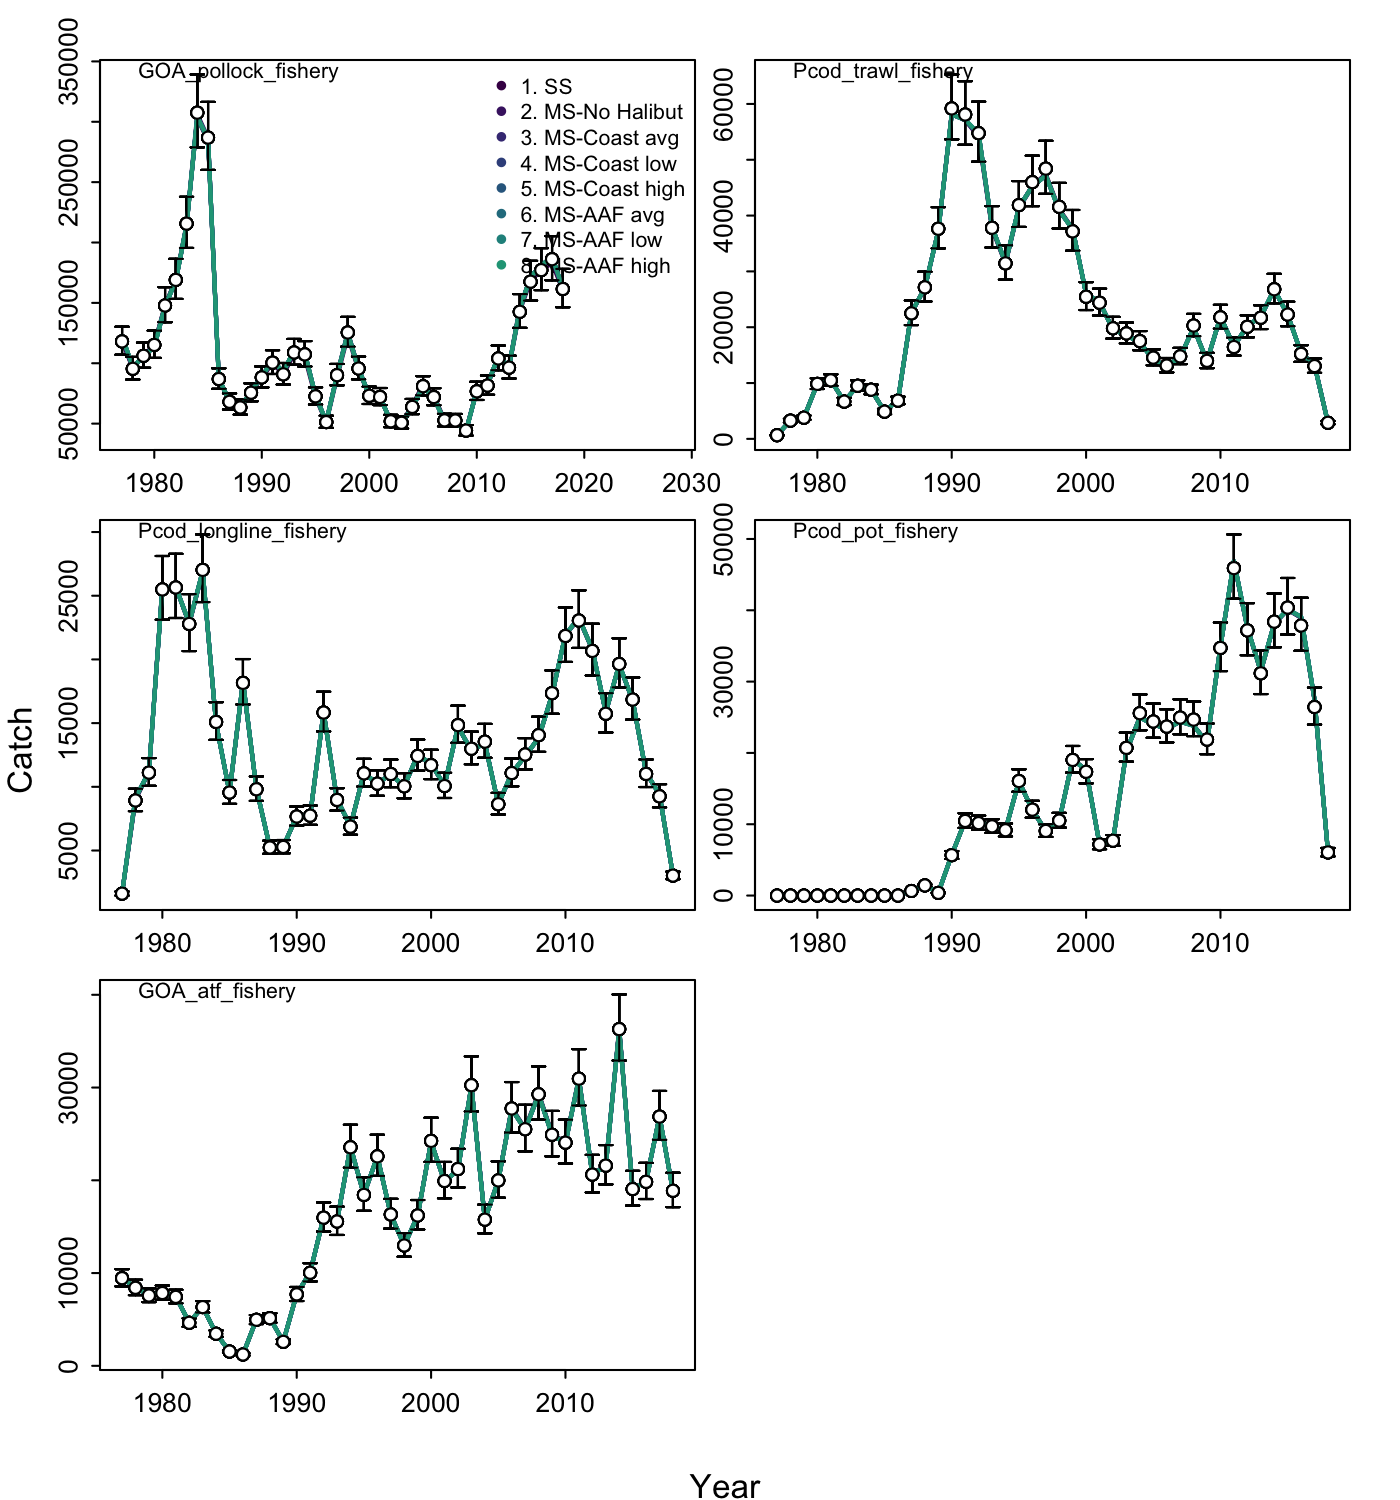 GOA_pollock_fishery
1. SS
2. MS-No Halibut
3. MS-Coast avg
4. MS-Coast low
5. MS-Coast high
6. MS-AAF avg
7. MS-AAF low
8. MS-AAF high
50000 150000 250000 350000
1980 1990 2000 2010 2020 2030
Pcod_trawl_fishery
0 20000 40000 60000
1980 1990 2000 2010
Pcod_longline_fishery
5000 15000 25000
1980 1990 2000 2010
Pcod_pot_fishery
0 10000 30000 50000
1980 1990 2000 2010
GOA_atf_fishery
0 10000 30000
1980 1990 2000 2010
Catch
Year